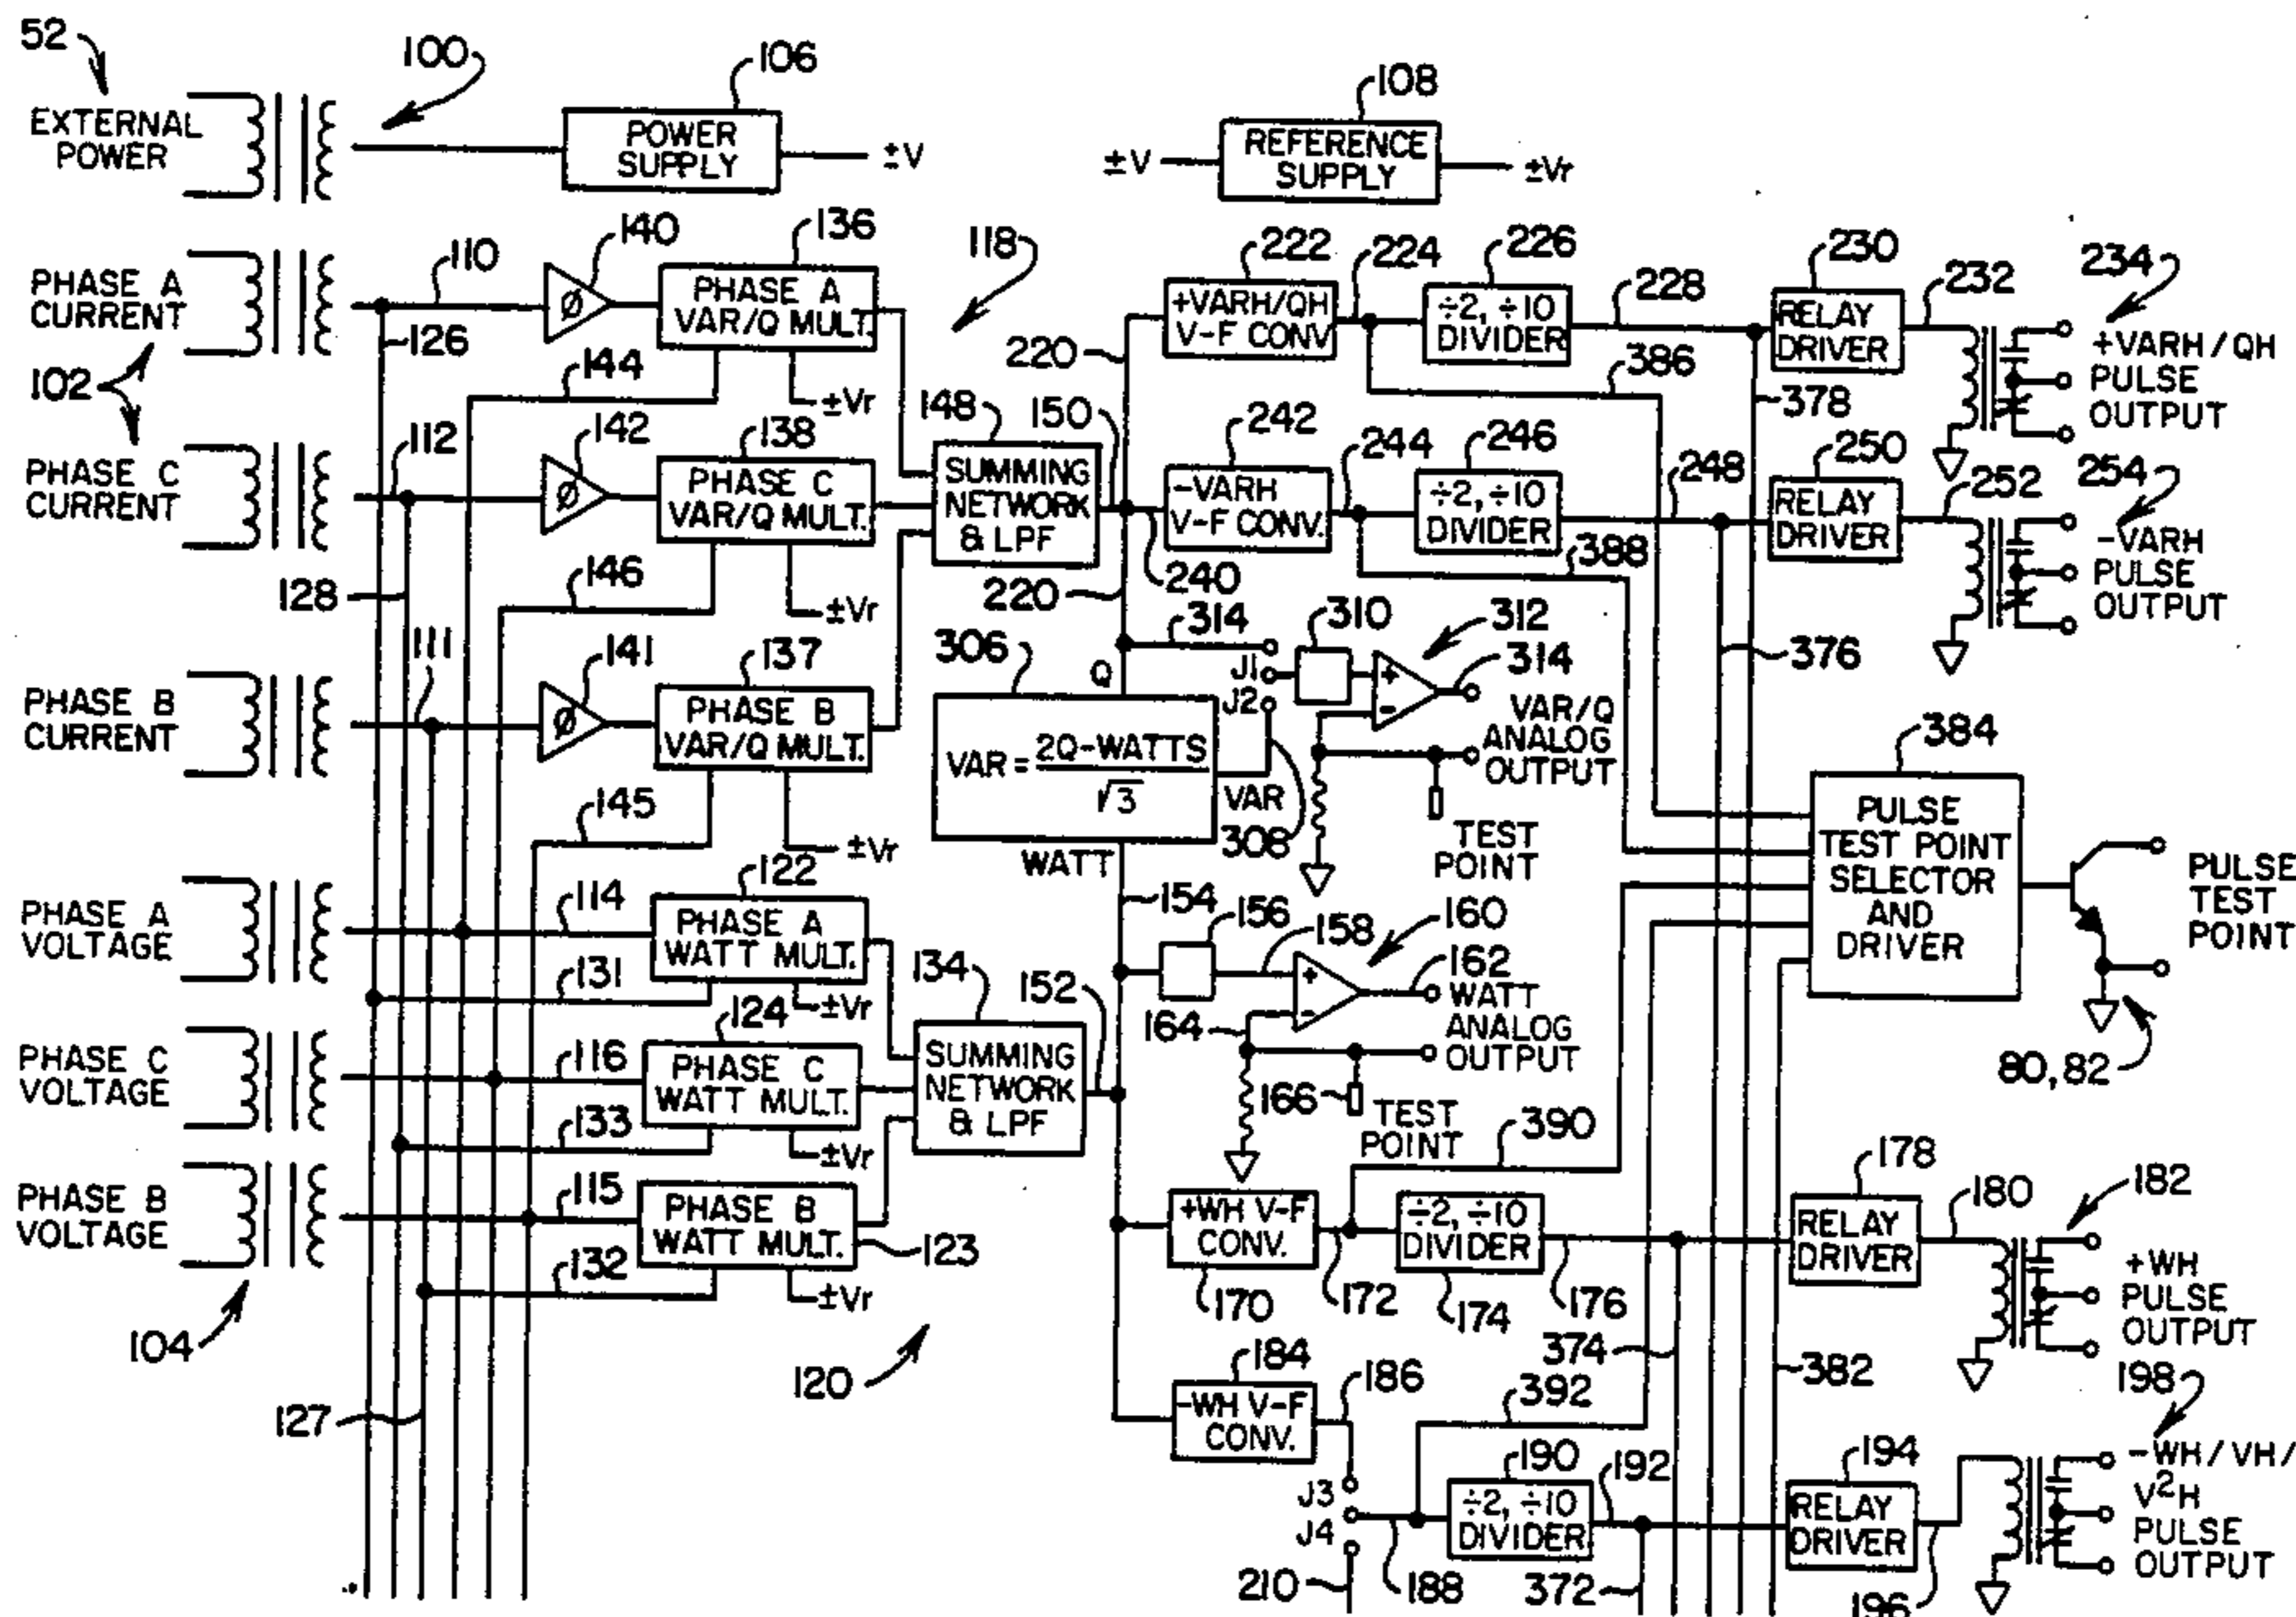 52
100
106
108
EXTERNAL
POWER
POWER
SUPPLY
±V
±V
REFERENCE
SUPPLY
±Vr
PHASE A
CURRENT
110
140
136
118
222
224
226
228
230
232
234
PHASE A
VAR/Q MULT.
+VARH/QH
V-F CONV
÷2, ÷10
DIVIDER
RELAY
DRIVER
+VARH/QH
PULSE
OUTPUT
102
126
144
±Vr
220
386
378
PHASE C
CURRENT
112
142
138
148
150
242
244
246
248
250
252
254
PHASE C
VAR/Q MULT.
SUMMING
NETWORK
& LPF
-VARH
V-F CONV.
÷2, ÷10
DIVIDER
RELAY
DRIVER
-VARH
PULSE
OUTPUT
128
146
±Vr
220
240
388
376
PHASE B
CURRENT
111
141
137
306
Q
314
J1
J2
310
312
314
PHASE B
VAR/Q MULT.
VAR = 2Q-WATTS
√3
VAR
308
VAR/Q
ANALOG
OUTPUT
TEST
POINT
145
±Vr
WATT
384
PULSE
TEST POINT
SELECTOR
AND
DRIVER
PULSE
TEST
POINT
80, 82
PHASE A
VOLTAGE
114
122
PHASE A
WATT MULT.
131
±Vr
134
152
154
156
158
160
162
WATT
ANALOG
OUTPUT
164
166
TEST
POINT
390
PHASE C
VOLTAGE
116
124
PHASE C
WATT MULT.
133
±Vr
SUMMING
NETWORK
& LPF
PHASE B
VOLTAGE
115
PHASE B
WATT MULT.
123
132
±Vr
104
120
127
+WH V-F
CONV.
170
172
÷2, ÷10
DIVIDER
174
176
374
178
RELAY
DRIVER
180
182
+WH
PULSE
OUTPUT
382
184
-WH V-F
CONV.
186
392
J3
J4
210
188
190
÷2, ÷10
DIVIDER
192
372
194
RELAY
DRIVER
196
198
-WH/VH/
V²H
PULSE
OUTPUT
ø
ø
ø
+
-
+
-